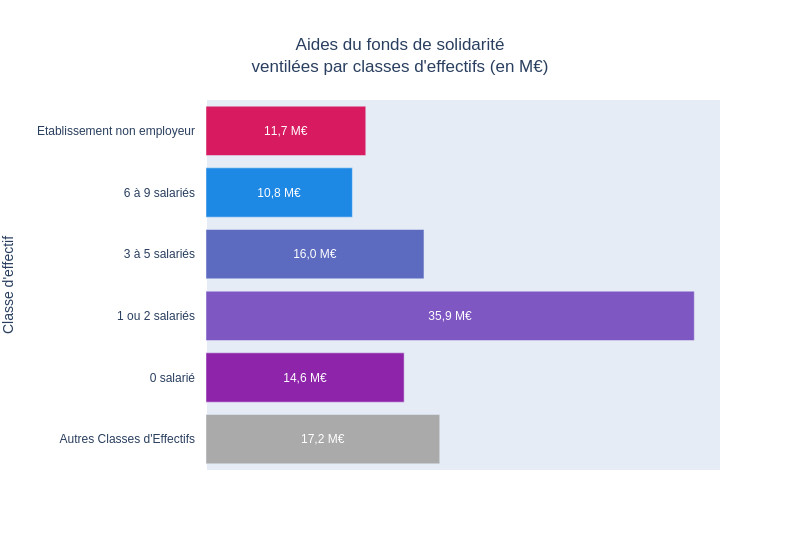 Aides du fonds de solidarité
ventilées par classes d'effectifs (en M€)
Classe d'effectif
Etablissement non employeur
11,7 M€
6 à 9 salariés
10,8 M€
3 à 5 salariés
16,0 M€
1 ou 2 salariés
35,9 M€
0 salarié
14,6 M€
Autres Classes d'Effectifs
17,2 M€